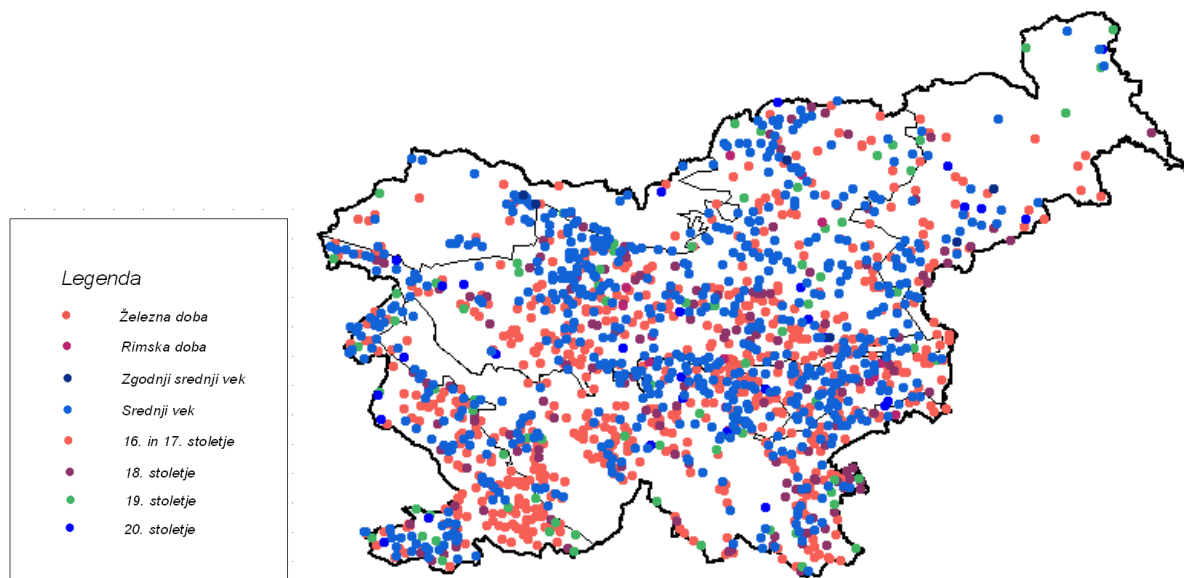 Legenda
Železna doba
Rimska doba
Zgodnji srednji vek
Srednji vek
16. in 17. stoletje
18. stoletje
19. stoletje
20. stoletje